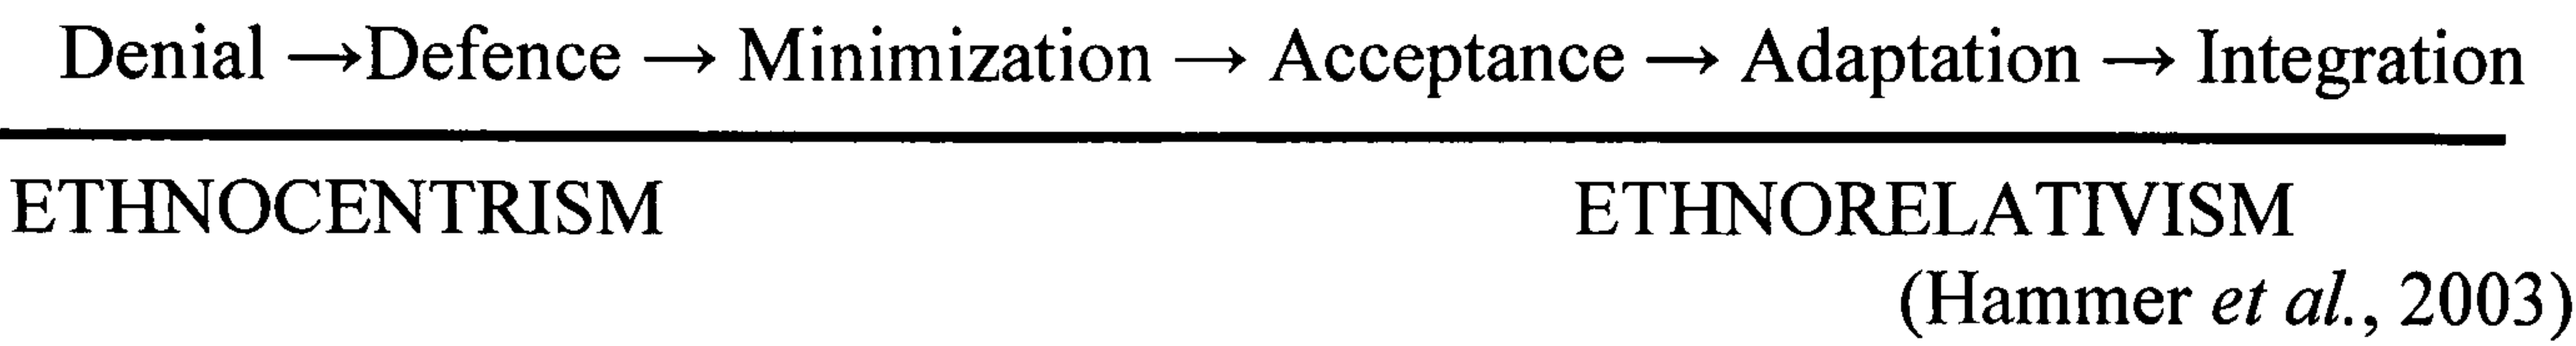 Denial →Defence → Minimization → Acceptance → Adaptation → Integration
ETHNOCENTRISM ETHNORELATIVISM
(Hammer et al., 2003)